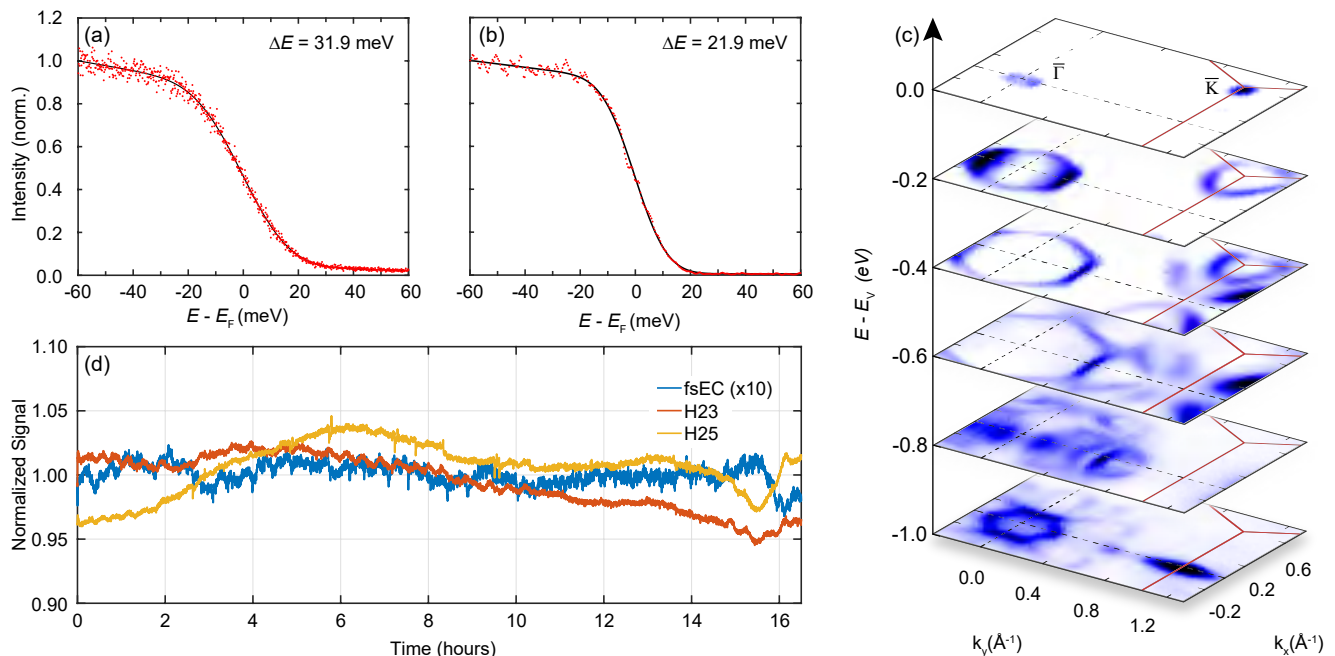 (a)
ΔE = 31.9 meV
Intensity (norm.)
1.2
1.0
0.8
0.6
0.4
0.2
0.0
-60 -40 -20 0 20 40 60
E - E_F (meV)
(b)
ΔE = 21.9 meV
-60 -40 -20 0 20 40 60
E - E_F (meV)
(c)
Γ̅
K̅
E - E_V (eV)
0.0
-0.2
-0.4
-0.6
-0.8
-1.0
0.0 0.4 0.8 1.2
k_y(Å⁻¹)
-0.2 0.2 0.6
k_x(Å⁻¹)
(d)
Normalized Signal
1.10
1.05
1.00
0.95
0.90
fsEC (x10)
H23
H25
0 2 4 6 8 10 12 14 16
Time (hours)